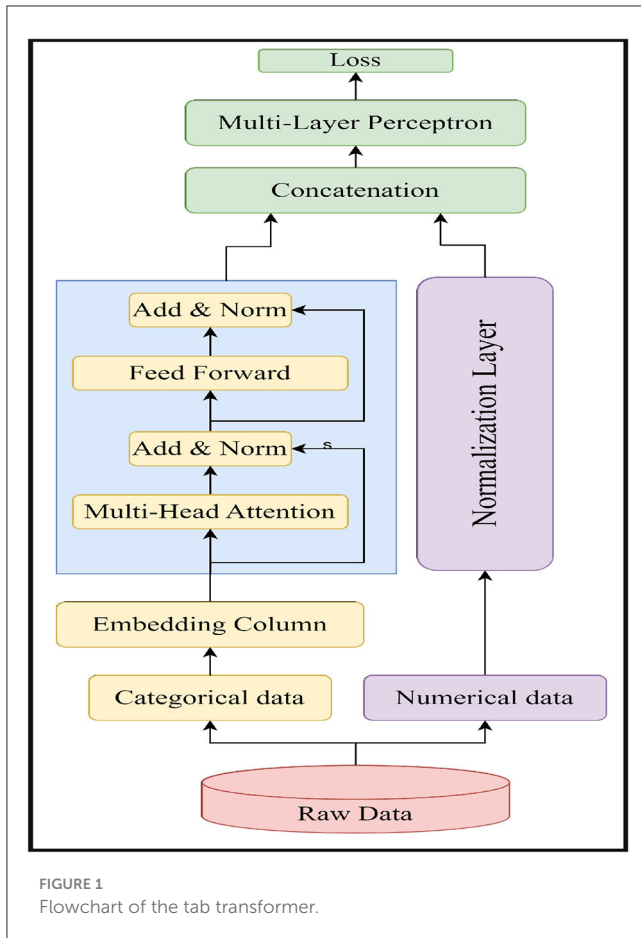 Loss
Multi-Layer Perceptron
Concatenation
Add & Norm
Feed Forward
Add & Norm
s
Multi-Head Attention
Normalization Layer
Embedding Column
Categorical data
Numerical data
Raw Data
FIGURE 1
Flowchart of the tab transformer.